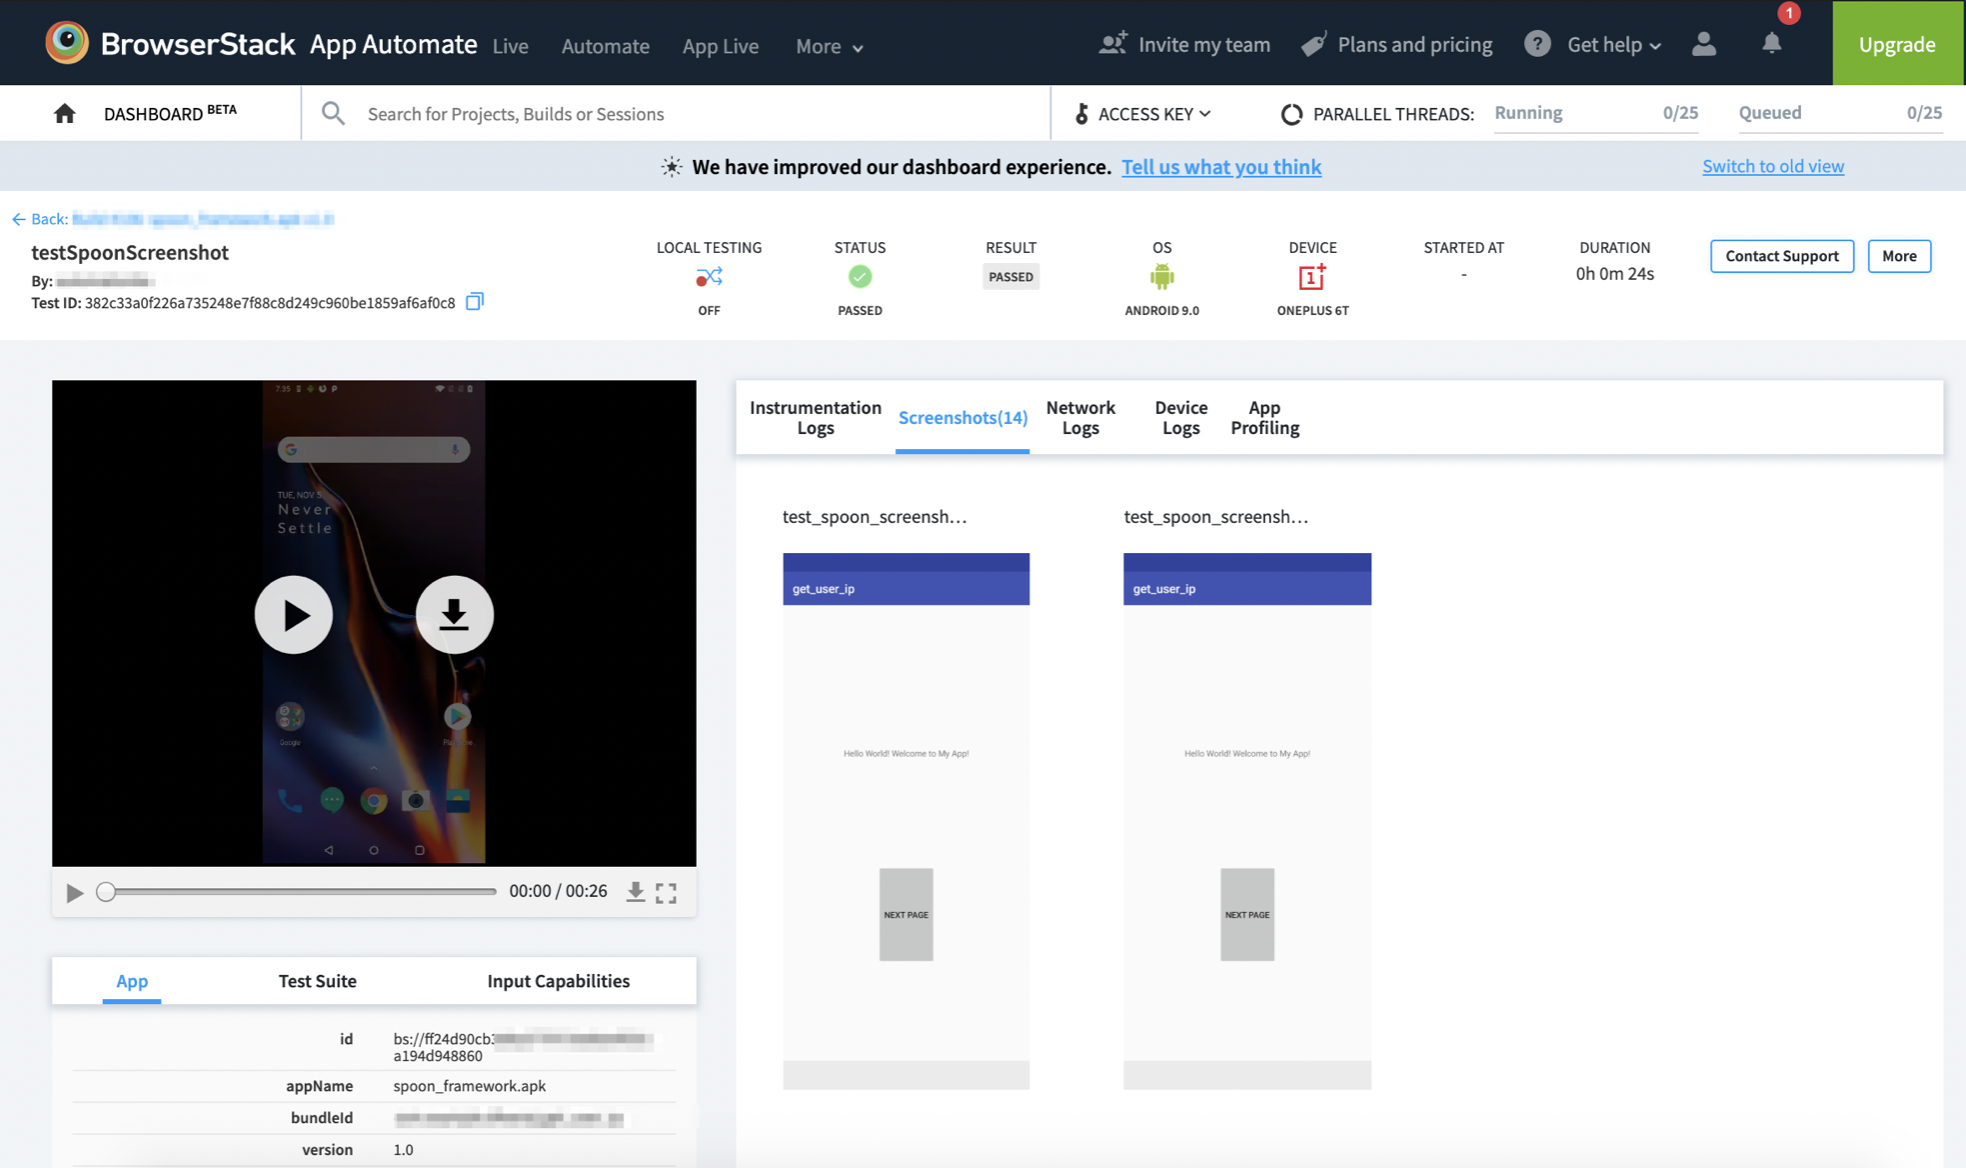 BrowserStack App Automate Live Automate App Live More Invite my team Plans and pricing ? Get help 1 Upgrade
DASHBOARD BETA Search for Projects, Builds or Sessions ACCESS KEY PARALLEL THREADS: Running 0/25 Queued 0/25
We have improved our dashboard experience. Tell us what you think Switch to old view
← Back:
testSpoonScreenshot
By:
Test ID: 382c33a0f226a735248e7f88c8d249c960be1859af6af0c8
LOCAL TESTING
OFF
STATUS
PASSED
RESULT
PASSED
OS
ANDROID 9.0
DEVICE
1+
ONEPLUS 6T
STARTED AT
-
DURATION
0h 0m 24s
Contact Support More
7:35
TUE, NOV 5
Never
Settle
Google
00:00 / 00:26
App Test Suite Input Capabilities
id bs://ff24d90cb
a194d948860
appName spoon_framework.apk
bundleId
version 1.0
Instrumentation
Logs
Screenshots(14)
Network
Logs
Device
Logs
App
Profiling
test_spoon_screensh...
get_user_ip
Hello World! Welcome to My App!
NEXT PAGE
test_spoon_screensh...
get_user_ip
Hello World! Welcome to My App!
NEXT PAGE